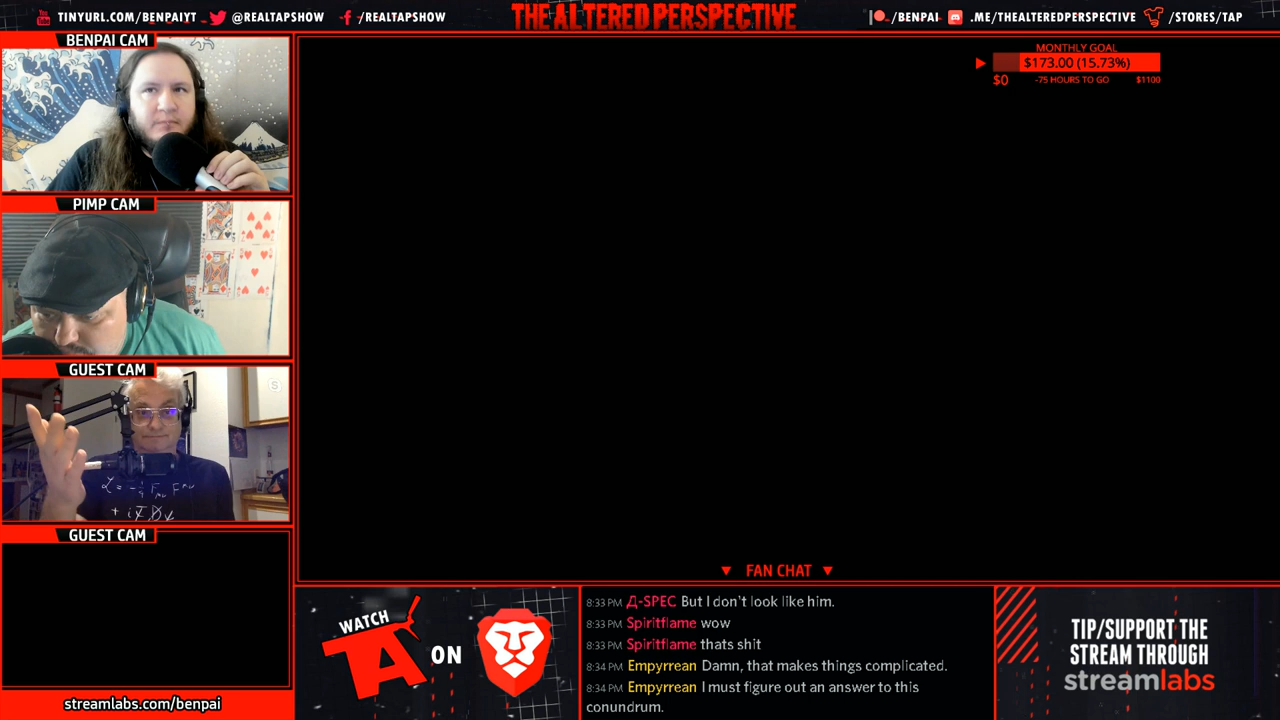 TINYURL.COM/BENPAIYT @REALTAPSHOW /REALTAPSHOW
THE ALTERED PERSPECTIVE
/BENPAI .ME/THEALTEREDPERSPECTIVE /STORES/TAP
BENPAI CAM
PIMP CAM
GUEST CAM
S
GUEST CAM
streamlabs.com/benpai
MONTHLY GOAL
$173.00 (15.73%)
$0 -75 HOURS TO GO $1100
FAN CHAT
WATCH
TA ON
8:33 PM Д-SPEC But I don't look like him.
8:33 PM Spiritflame wow
8:33 PM Spiritflame thats shit
8:34 PM Empyrrean Damn, that makes things complicated.
8:34 PM Empyrrean I must figure out an answer to this
conundrum.
TIP/SUPPORT THE
STREAM THROUGH
streamlabs